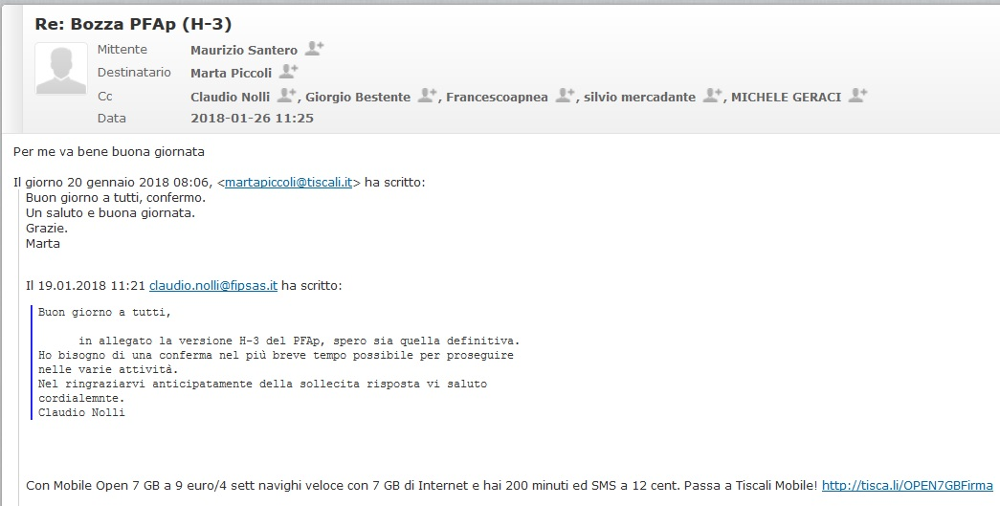 Re: Bozza PFAp (H-3)
Mittente Maurizio Santero
Destinatario Marta Piccoli
Cc Claudio Nolli , Giorgio Bestente , Francescoapnea , silvio mercadante , MICHELE GERACI
Data 2018-01-26 11:25
Per me va bene buona giornata
Il giorno 20 gennaio 2018 08:06, <martapiccoli@tiscali.it> ha scritto:
Buon giorno a tutti, confermo.
Un saluto e buona giornata.
Grazie.
Marta
Il 19.01.2018 11:21 claudio.nolli@fipsas.it ha scritto:
Buon giorno a tutti,
in allegato la versione H-3 del PFAp, spero sia quella definitiva.
Ho bisogno di una conferma nel più breve tempo possibile per proseguire
nelle varie attività.
Nel ringraziarvi anticipatamente della sollecita risposta vi saluto
cordialemnte.
Claudio Nolli
Con Mobile Open 7 GB a 9 euro/4 sett navighi veloce con 7 GB di Internet e hai 200 minuti ed SMS a 12 cent. Passa a Tiscali Mobile! http://tisca.li/OPEN7GBFirma